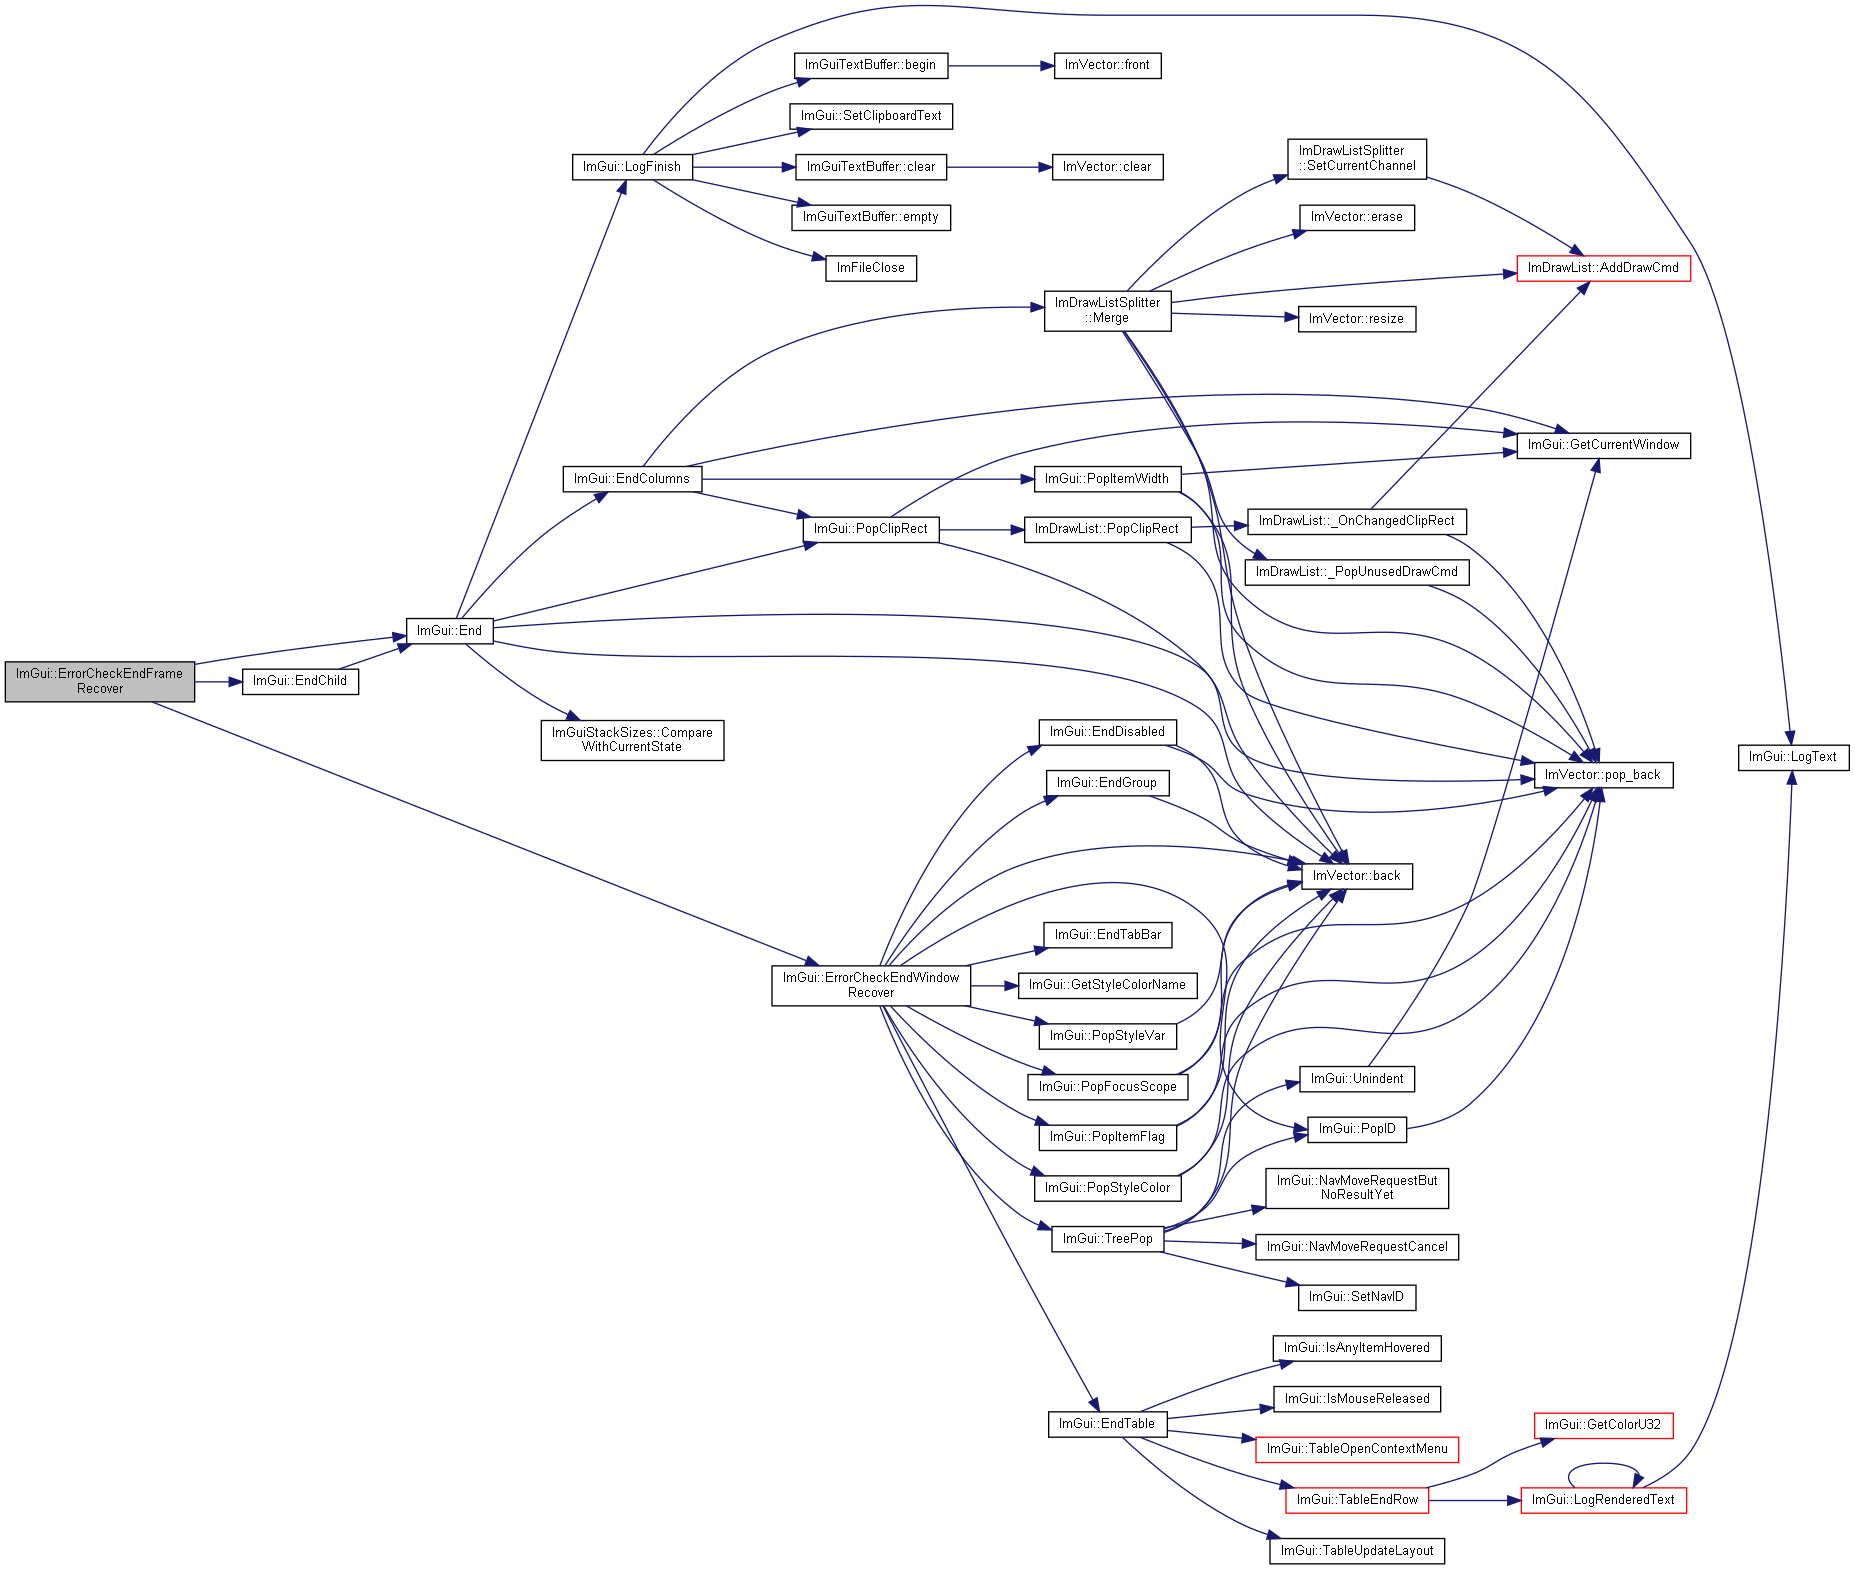 ImGui::ErrorCheckEndFrame
Recover
ImGui::End
ImGui::EndChild
ImGui::LogFinish
ImGuiTextBuffer::begin
ImVector::front
ImGui::SetClipboardText
ImGuiTextBuffer::clear
ImVector::clear
ImGuiTextBuffer::empty
ImFileClose
ImGui::EndColumns
ImGui::PopClipRect
ImGuiStackSizes::Compare
WithCurrentState
ImDrawListSplitter
::Merge
ImGui::PopItemWidth
ImDrawList::PopClipRect
ImDrawListSplitter
::SetCurrentChannel
ImVector::erase
ImDrawList::AddDrawCmd
ImVector::resize
ImGui::GetCurrentWindow
ImDrawList::_OnChangedClipRect
ImDrawList::_PopUnusedDrawCmd
ImVector::pop_back
ImGui::LogText
ImVector::back
ImGui::ErrorCheckEndWindow
Recover
ImGui::EndDisabled
ImGui::EndGroup
ImGui::EndTabBar
ImGui::GetStyleColorName
ImGui::PopStyleVar
ImGui::PopFocusScope
ImGui::PopItemFlag
ImGui::PopStyleColor
ImGui::TreePop
ImGui::Unindent
ImGui::PopID
ImGui::NavMoveRequestBut
NoResultYet
ImGui::NavMoveRequestCancel
ImGui::SetNavID
ImGui::EndTable
ImGui::IsAnyItemHovered
ImGui::IsMouseReleased
ImGui::TableOpenContextMenu
ImGui::TableEndRow
ImGui::GetColorU32
ImGui::LogRenderedText
ImGui::TableUpdateLayout